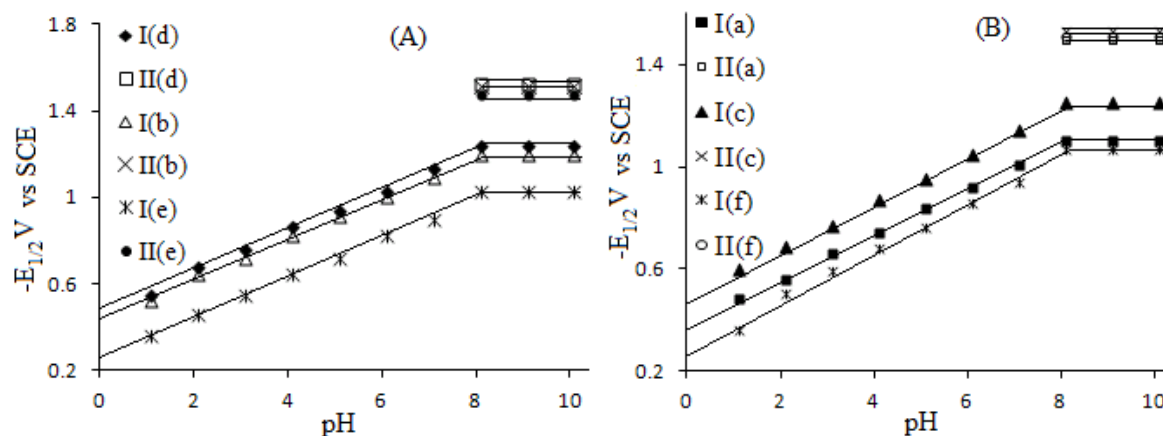 (A)
1.8
1.4
1
0.6
0.2
-E1/2V vs SCE
I(d)
II(d)
I(b)
II(b)
I(e)
II(e)
0 2 4 6 8 10
pH
(B)
1.4
1
0.6
0.2
-E1/2V vs SCE
I(a)
II(a)
I(c)
II(c)
I(f)
II(f)
0 2 4 6 8 10
pH